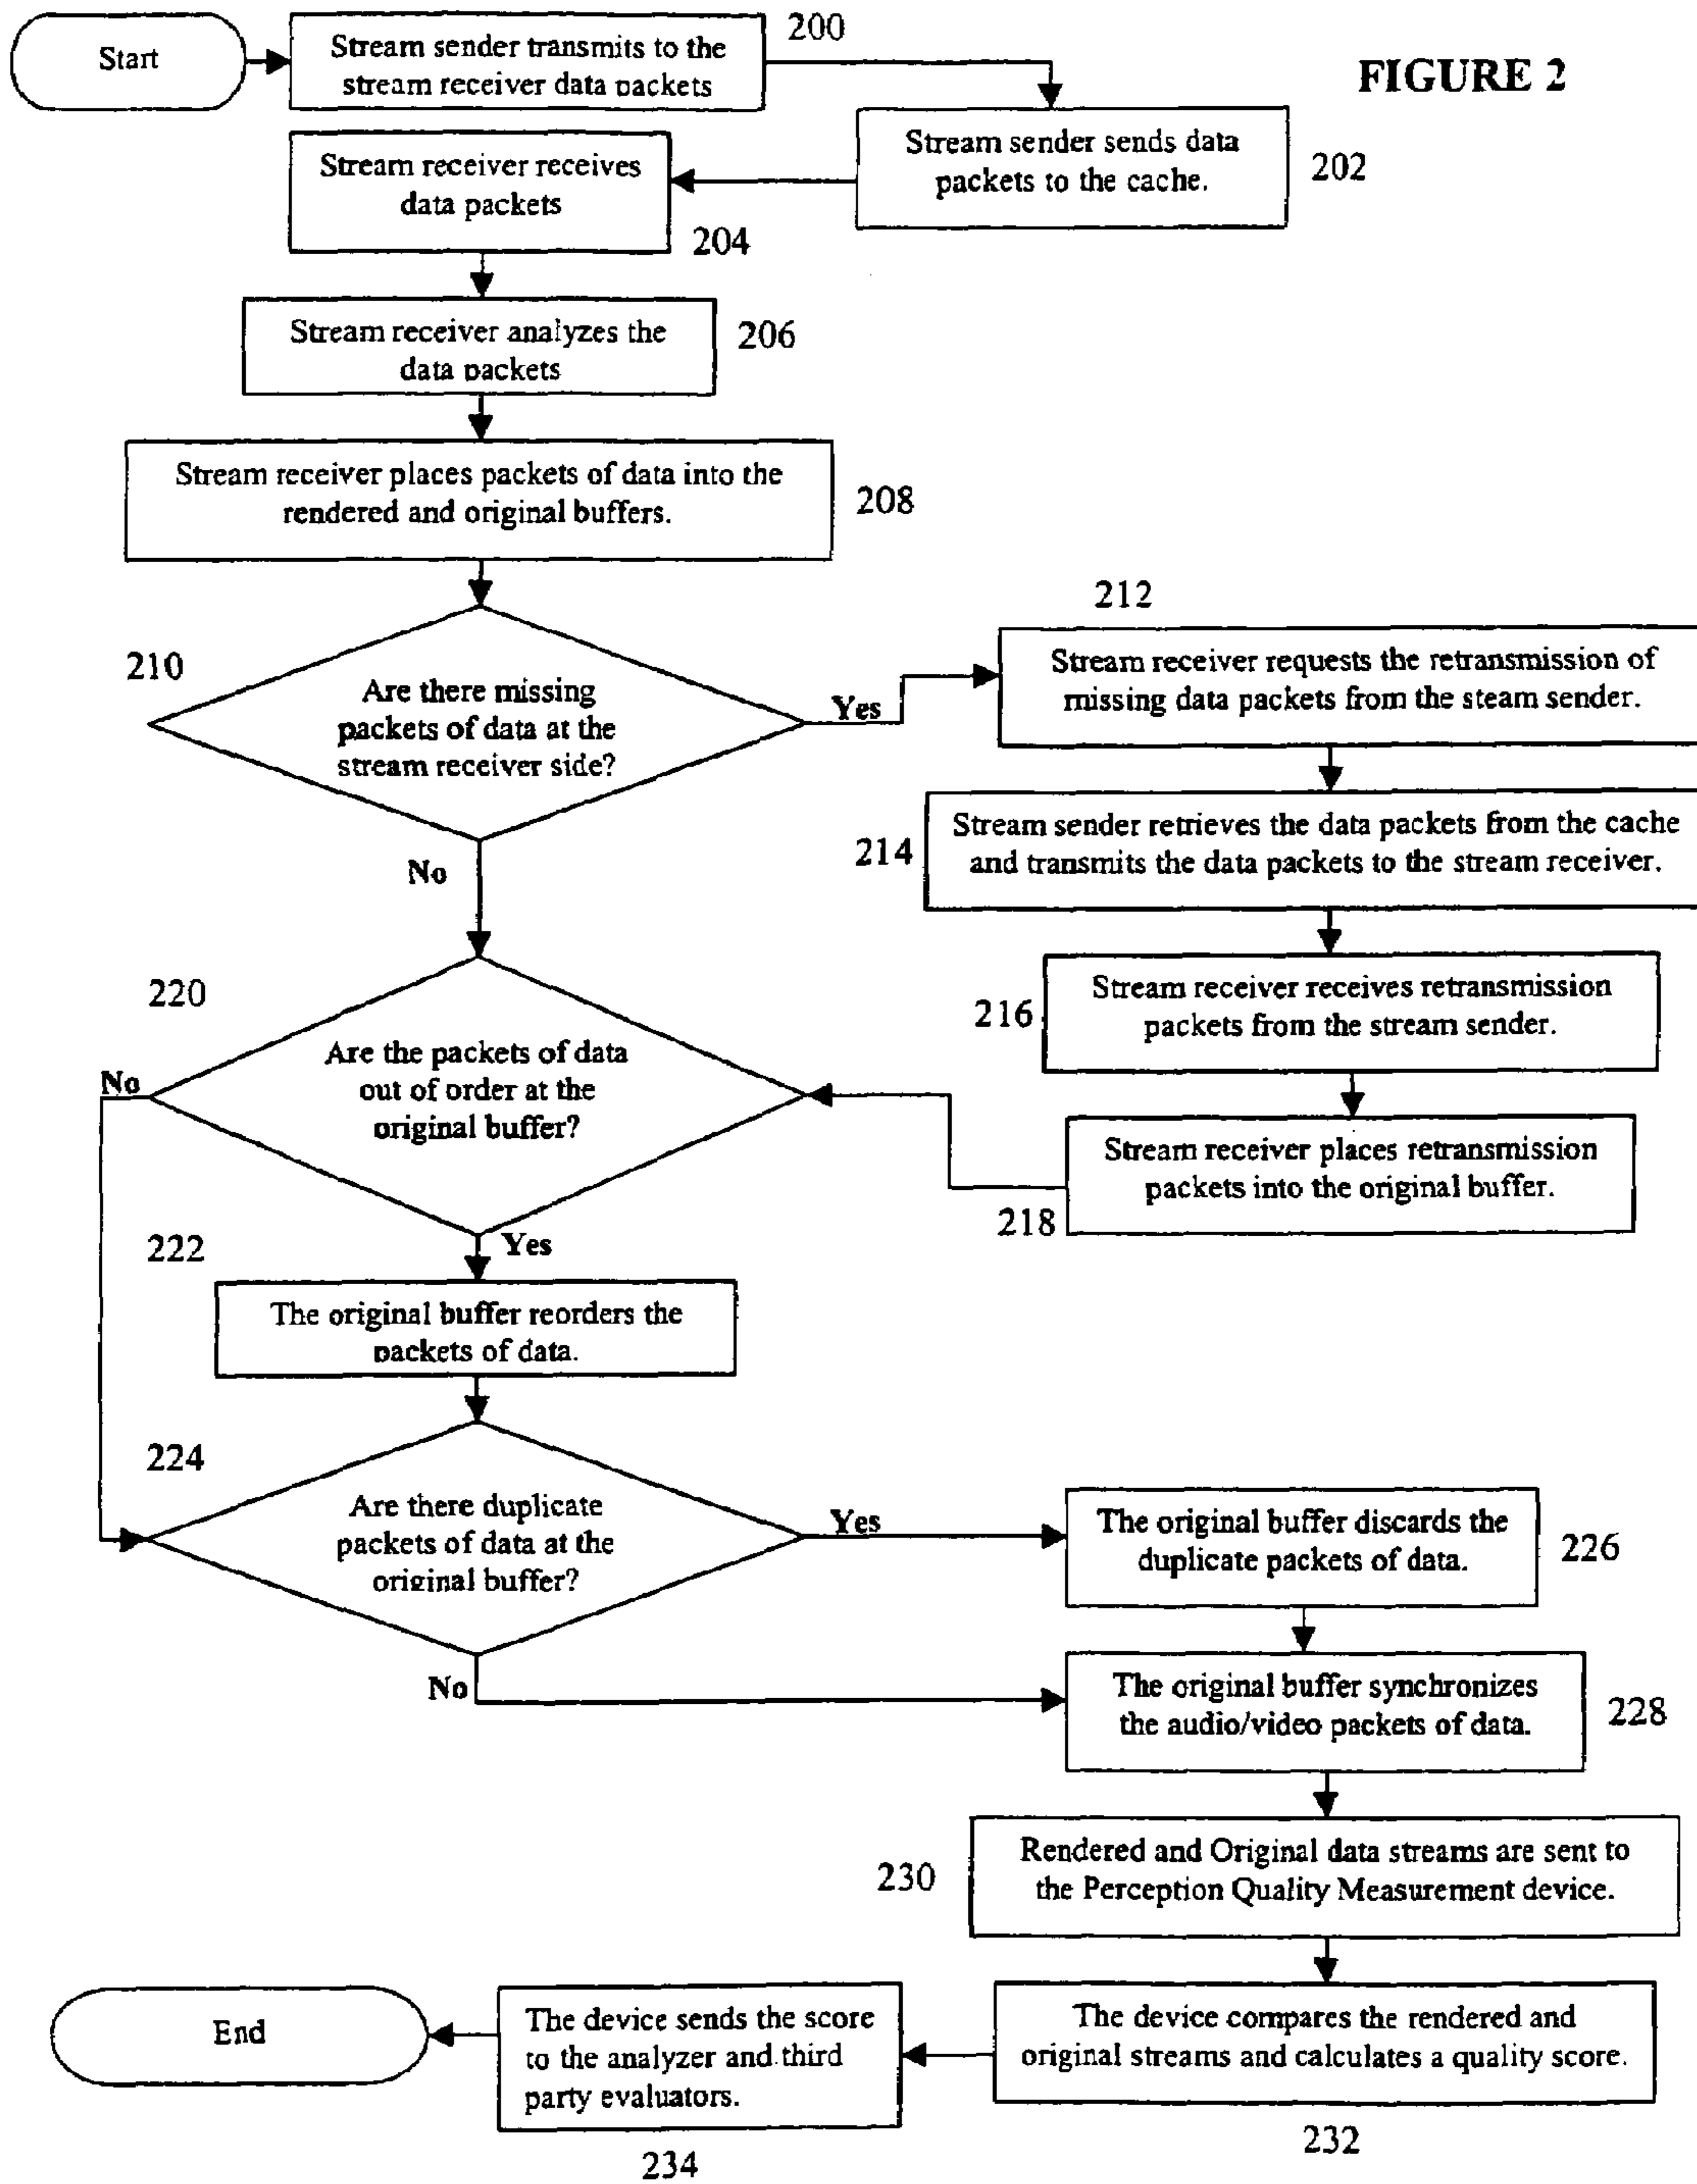 FIGURE 2
Start
Stream sender transmits to the
stream receiver data packets
200
Stream sender sends data
packets to the cache.
202
Stream receiver receives
data packets
204
Stream receiver analyzes the
data packets
206
Stream receiver places packets of data into the
rendered and original buffers.
208
210
Are there missing
packets of data at the
stream receiver side?
Yes
No
212
Stream receiver requests the retransmission of
missing data packets from the steam sender.
214
Stream sender retrieves the data packets from the cache
and transmits the data packets to the stream receiver.
216
Stream receiver receives retransmission
packets from the stream sender.
Stream receiver places retransmission
packets into the original buffer.
218
220
Are the packets of data
out of order at the
original buffer?
No
Yes
222
The original buffer reorders the
packets of data.
224
Are there duplicate
packets of data at the
original buffer?
Yes
No
The original buffer discards the
duplicate packets of data.
226
The original buffer synchronizes
the audio/video packets of data.
228
230
Rendered and Original data streams are sent to
the Perception Quality Measurement device.
The device compares the rendered and
original streams and calculates a quality score.
232
The device sends the score
to the analyzer and third
party evaluators.
234
End